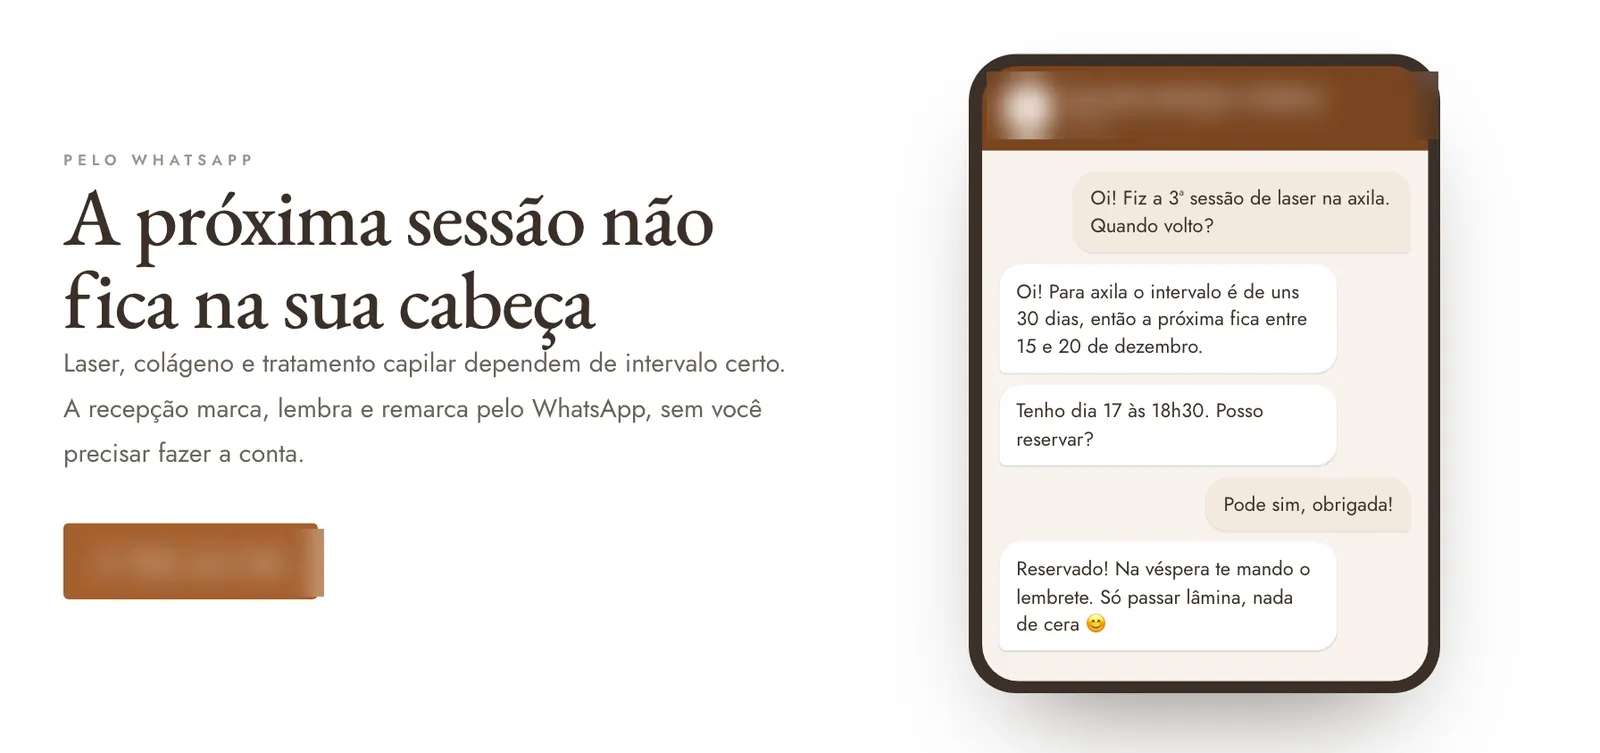 PELO WHATSAPP
A próxima sessão não
fica na sua cabeça
Laser, colágeno e tratamento capilar dependem de intervalo certo.
A recepção marca, lembra e remarca pelo WhatsApp, sem você
precisar fazer a conta.
Oi! Fiz a 3ª sessão de laser na axila.
Quando volto?
Oi! Para axila o intervalo é de uns
30 dias, então a próxima fica entre
15 e 20 de dezembro.
Tenho dia 17 às 18h30. Posso
reservar?
Pode sim, obrigada!
Reservado! Na véspera te mando o
lembrete. Só passar lâmina, nada
de cera 😊